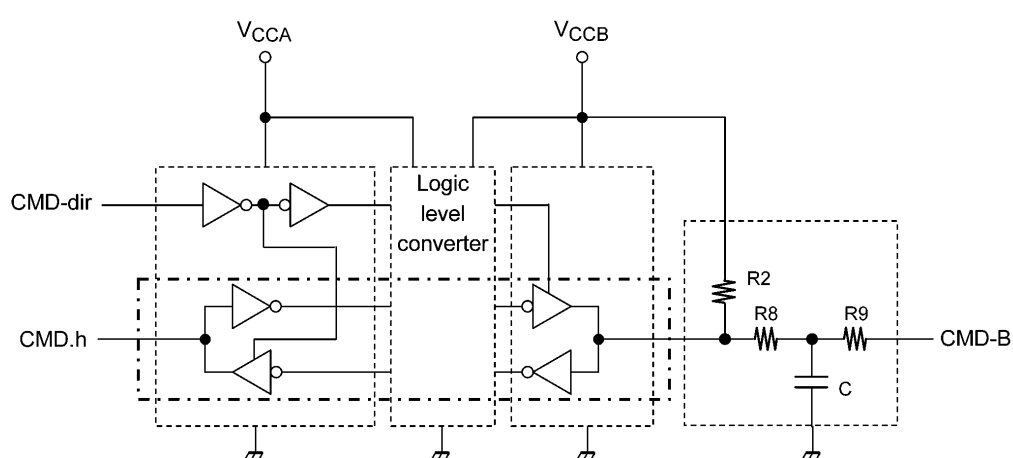 VCCA
VCCB
CMD-dir
Logic
level
converter
R2
R8
R9
CMD.h
CMD-B
C